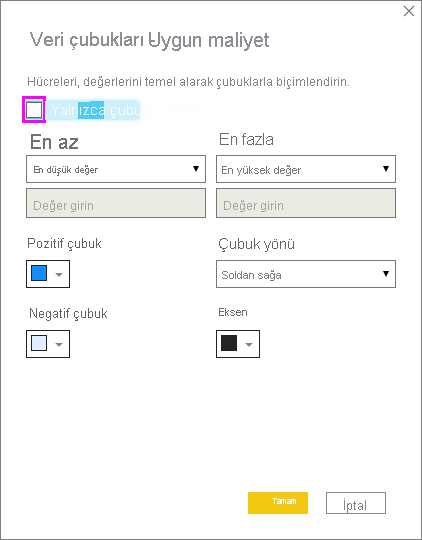 Veri çubukları Uygun maliyet
Hücreleri, değerlerini temel alarak çubuklarla biçimlendirin.
Yalnızca çubuk
En az
En fazla
En düşük değer
En yüksek değer
Değer girin
Değer girin
Pozitif çubuk
Çubuk yönü
Soldan sağa
Negatif çubuk
Eksen
Tamam
İptal